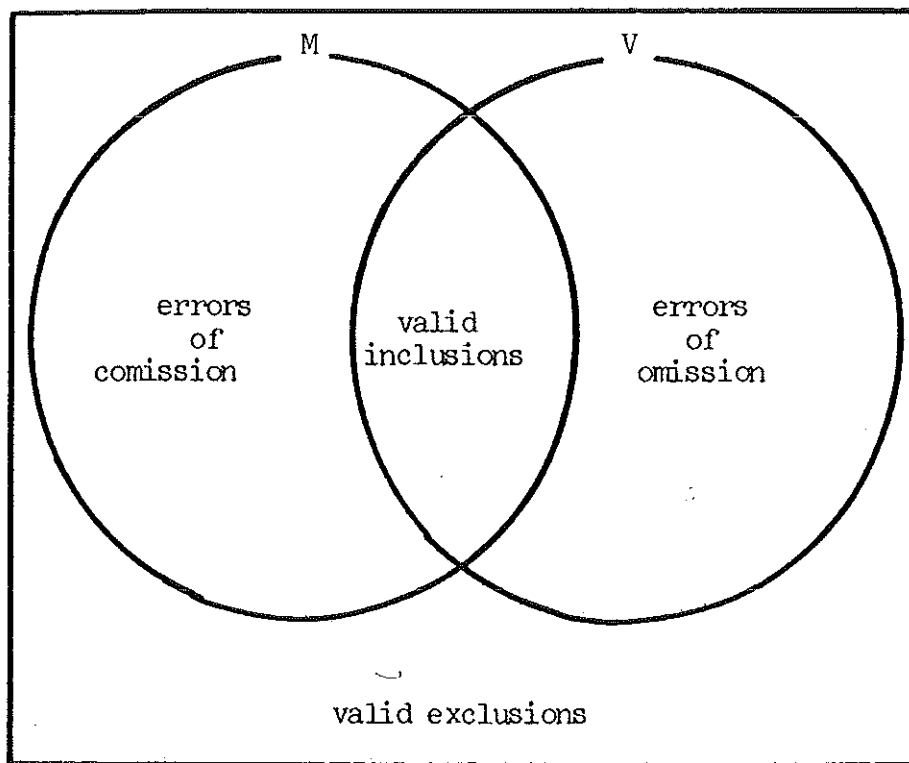 M
V
errors
of
comission
valid
inclusions
errors
of
omission
valid exclusions